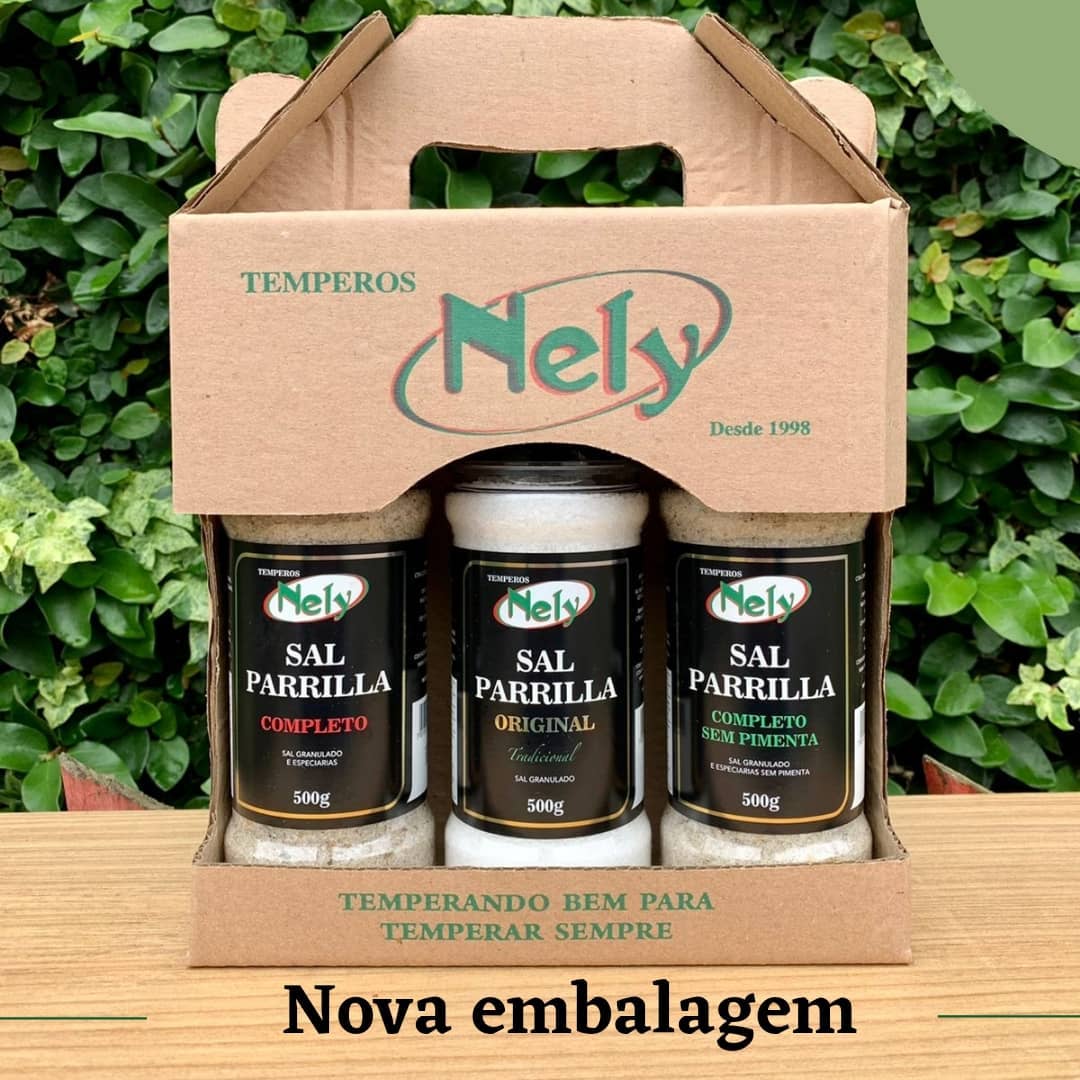 TEMPEROS
Nely
Desde 1998
TEMPEROS
Nely
SAL
PARRILLA
COMPLETO
SAL GRANULADO
E ESPECIARIAS
500g
TEMPEROS
Nely
SAL
PARRILLA
ORIGINAL
Tradicional
SAL GRANULADO
500g
TEMPEROS
Nely
SAL
PARRILLA
COMPLETO
SEM PIMENTA
SAL GRANULADO
E ESPECIARIAS SEM PIMENTA
500g
TEMPERANDO BEM PARA
TEMPERAR SEMPRE
Nova embalagem